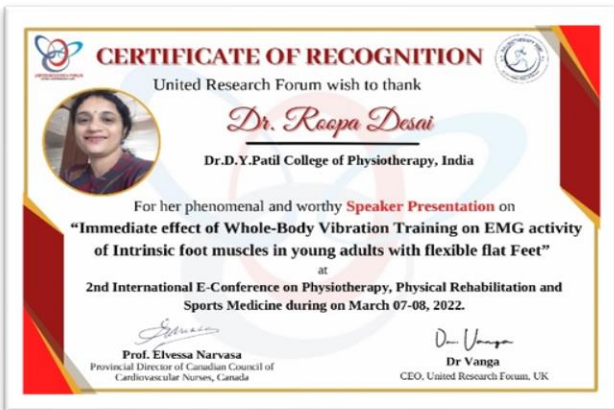 CERTIFICATE OF RECOGNITION
United Research Forum wish to thank
Dr. Roopa Desai
Dr.D.Y.Patil College of Physiotherapy, India
For her phenomenal and worthy Speaker Presentation on
“Immediate effect of Whole-Body Vibration Training on EMG activity
of Intrinsic foot muscles in young adults with flexible flat Feet”
at
2nd International E-Conference on Physiotherapy, Physical Rehabilitation and
Sports Medicine during on March 07-08, 2022.
Prof. Elvessa Narvasa
Provincial Director of Canadian Council of
Cardiovascular Nurses, Canada
Dr. Vanga
Dr Vanga
CEO, United Research Forum, UK